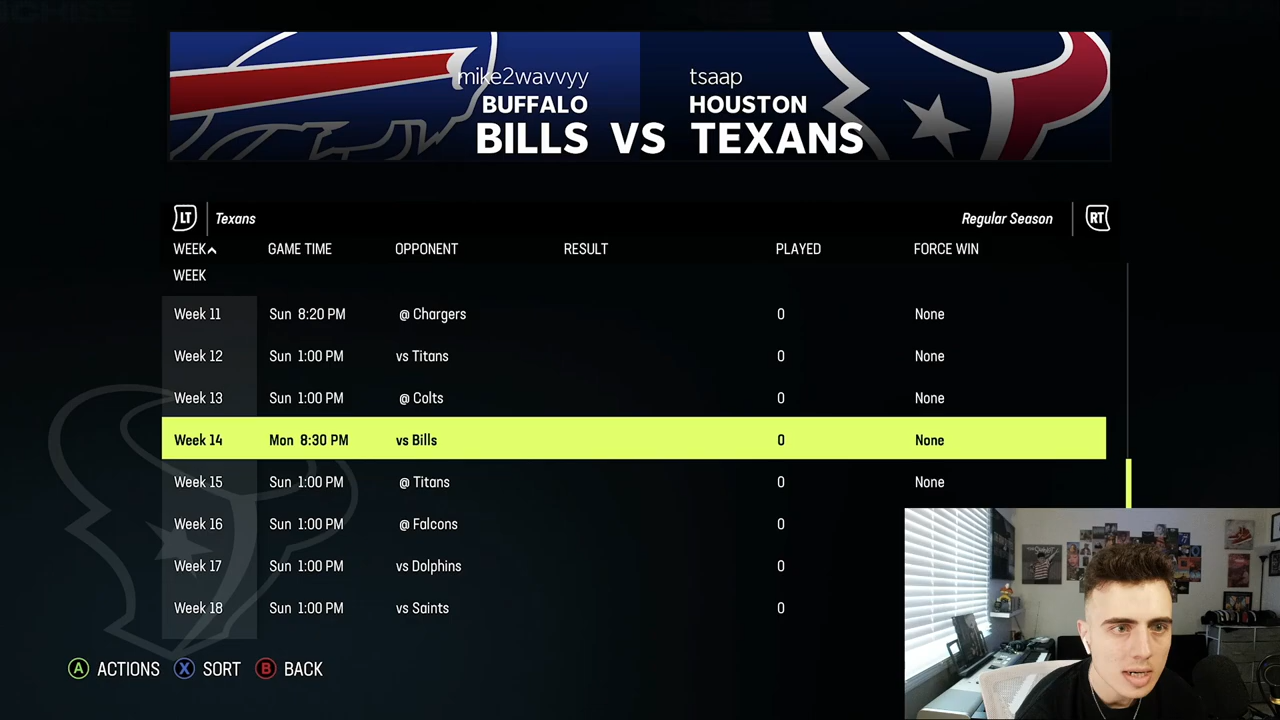 mike2wavvyy
BUFFALO
BILLS VS TEXANS
tsaap
HOUSTON
LT Texans Regular Season RT
WEEK GAME TIME OPPONENT RESULT PLAYED FORCE WIN
WEEK
Week 11 Sun 8:20 PM @ Chargers 0 None
Week 12 Sun 1:00 PM vs Titans 0 None
Week 13 Sun 1:00 PM @ Colts 0 None
Week 14 Mon 8:30 PM vs Bills 0 None
Week 15 Sun 1:00 PM @ Titans 0 None
Week 16 Sun 1:00 PM @ Falcons 0
Week 17 Sun 1:00 PM vs Dolphins 0
Week 18 Sun 1:00 PM vs Saints 0
A ACTIONS X SORT B BACK